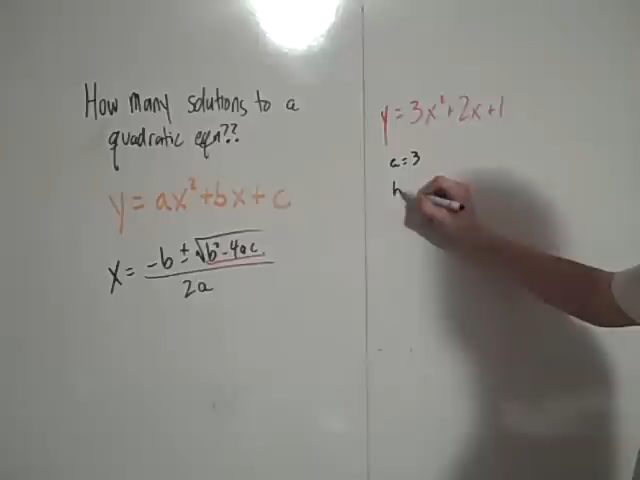 How many solutions to a
quadratic eqn??
y = ax² + bx + c
x = -b ± √b² - 4ac / 2a
y = 3x² + 2x + 1
a = 3
b